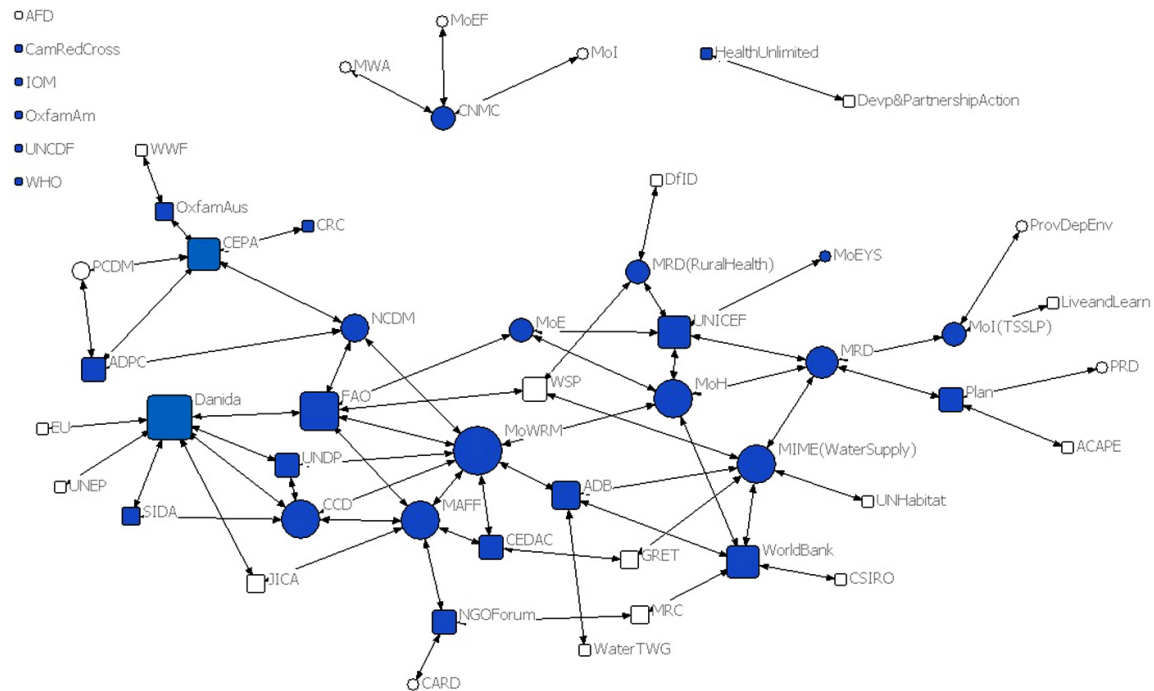 AFD
MoEF
CamRedCross
MoI
HealthUnlimited
MWA
IOM
Devp&PartnershipAction
CNMC
OxfamAm
UNCDF
WWF
WHO
DfID
OxfamAus
CRC
ProvDepEnv
CEPA
MoEYS
PCDM
MRD(RuralHealth)
LiveandLearn
NCDM
MoE
UNICEF
MoI(TSSLP)
MRD
ADPC
PRD
WSP
MoH
Plan
Danida
FAO
EU
MoWRM
ACAPE
MIME(WaterSupply)
UNDP
UNEP
ADB
UNHabitat
CCD
MAFF
SIDA
CEDAC
GRET
WorldBank
JICA
CSIRO
NGOForum
MRC
WaterTWG
CARD